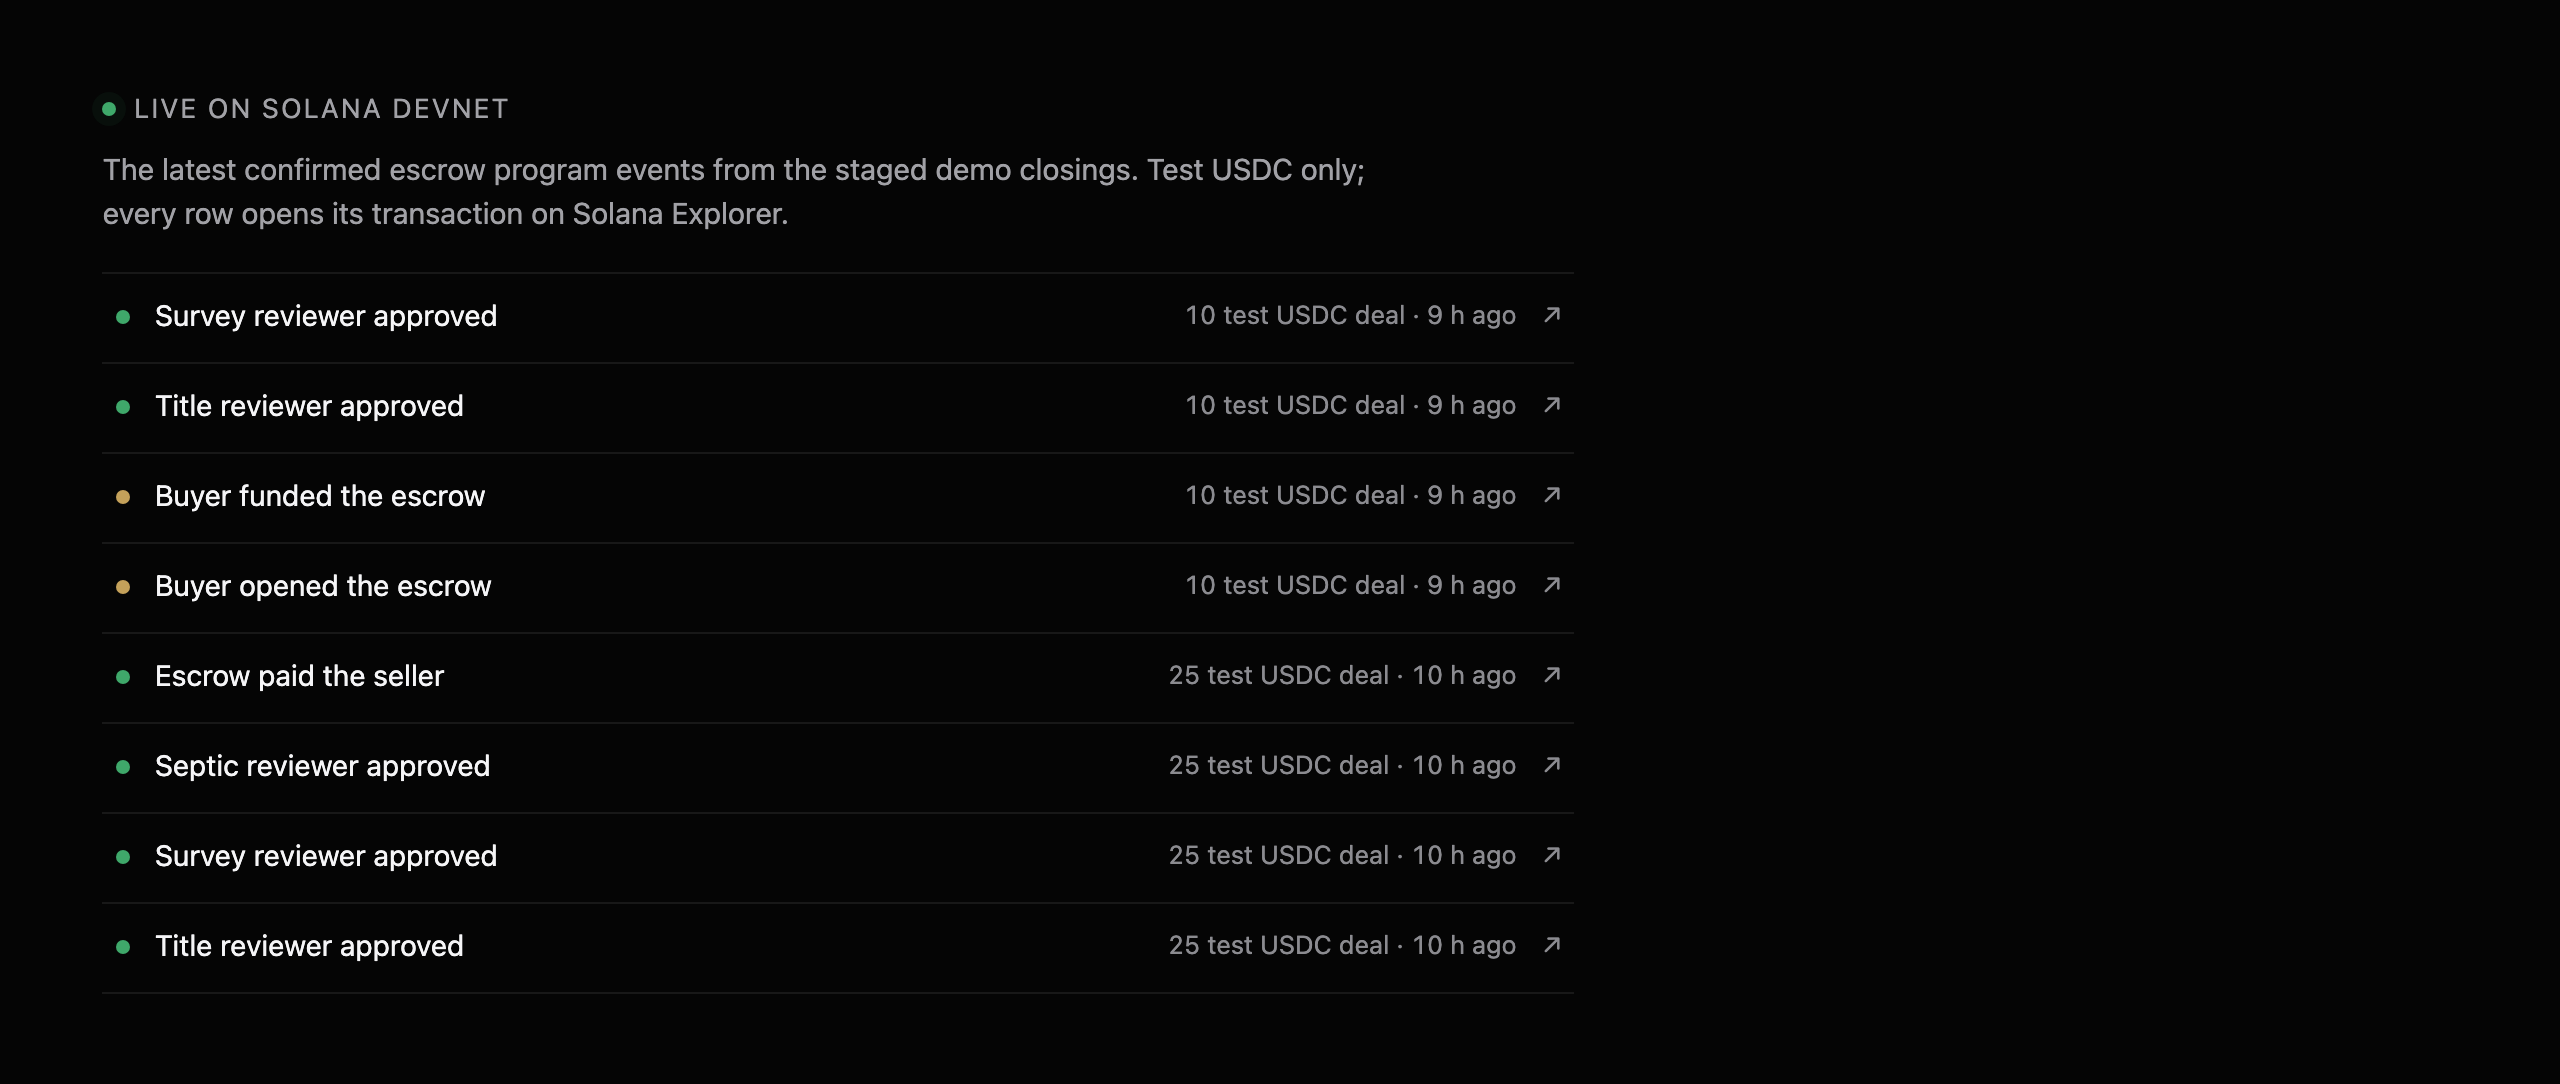 LIVE ON SOLANA DEVNET
The latest confirmed escrow program events from the staged demo closings. Test USDC only;
every row opens its transaction on Solana Explorer.
Survey reviewer approved 10 test USDC deal · 9 h ago ↗
Title reviewer approved 10 test USDC deal · 9 h ago ↗
Buyer funded the escrow 10 test USDC deal · 9 h ago ↗
Buyer opened the escrow 10 test USDC deal · 9 h ago ↗
Escrow paid the seller 25 test USDC deal · 10 h ago ↗
Septic reviewer approved 25 test USDC deal · 10 h ago ↗
Survey reviewer approved 25 test USDC deal · 10 h ago ↗
Title reviewer approved 25 test USDC deal · 10 h ago ↗